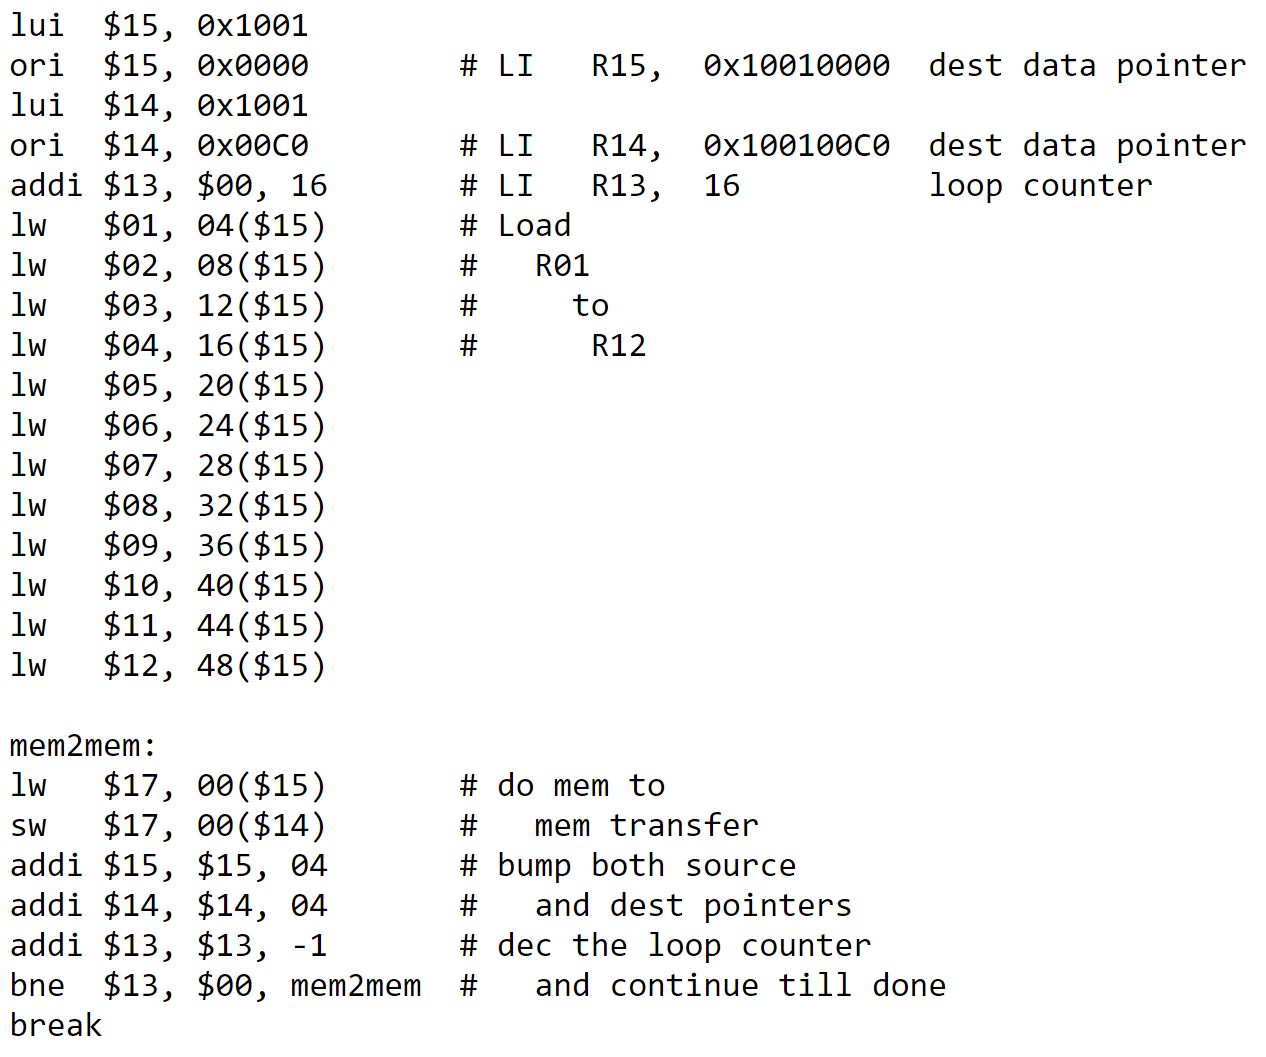 lui  $15, 0x1001
ori  $15, 0x0000        # LI   R15,  0x10010000  dest data pointer
lui  $14, 0x1001
ori  $14, 0x00C0        # LI   R14,  0x100100C0  dest data pointer
addi $13, $00, 16       # LI   R13,  16          loop counter
lw   $01, 04($15)       # Load
lw   $02, 08($15)       #   R01
lw   $03, 12($15)       #     to
lw   $04, 16($15)       #      R12
lw   $05, 20($15)
lw   $06, 24($15)
lw   $07, 28($15)
lw   $08, 32($15)
lw   $09, 36($15)
lw   $10, 40($15)
lw   $11, 44($15)
lw   $12, 48($15)

mem2mem:
lw   $17, 00($15)       # do mem to
sw   $17, 00($14)       #   mem transfer
addi $15, $15, 04       # bump both source
addi $14, $14, 04       #   and dest pointers
addi $13, $13, -1       # dec the loop counter
bne  $13, $00, mem2mem  #   and continue till done
break